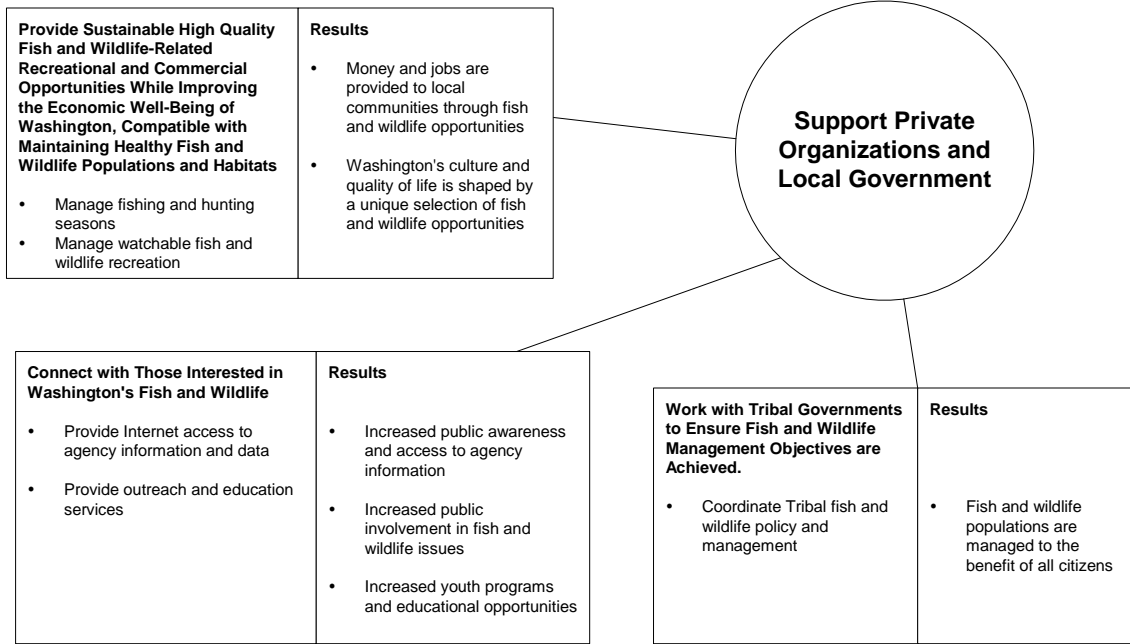 Provide Sustainable High Quality
Fish and Wildlife-Related
Recreational and Commercial
Opportunities While Improving
the Economic Well-Being of
Washington, Compatible with
Maintaining Healthy Fish and
Wildlife Populations and Habitats
• Manage fishing and hunting
seasons
• Manage watchable fish and
wildlife recreation
Results
• Money and jobs are
provided to local
communities through fish
and wildlife opportunities
• Washington's culture and
quality of life is shaped by
a unique selection of fish
and wildlife opportunities
Support Private
Organizations and
Local Government
Connect with Those Interested in
Washington's Fish and Wildlife
• Provide Internet access to
agency information and data
• Provide outreach and education
services
Results
• Increased public awareness
and access to agency
information
• Increased public
involvement in fish and
wildlife issues
• Increased youth programs
and educational opportunities
Work with Tribal Governments
to Ensure Fish and Wildlife
Management Objectives are
Achieved.
• Coordinate Tribal fish and
wildlife policy and
management
Results
• Fish and wildlife
populations are
managed to the
benefit of all citizens